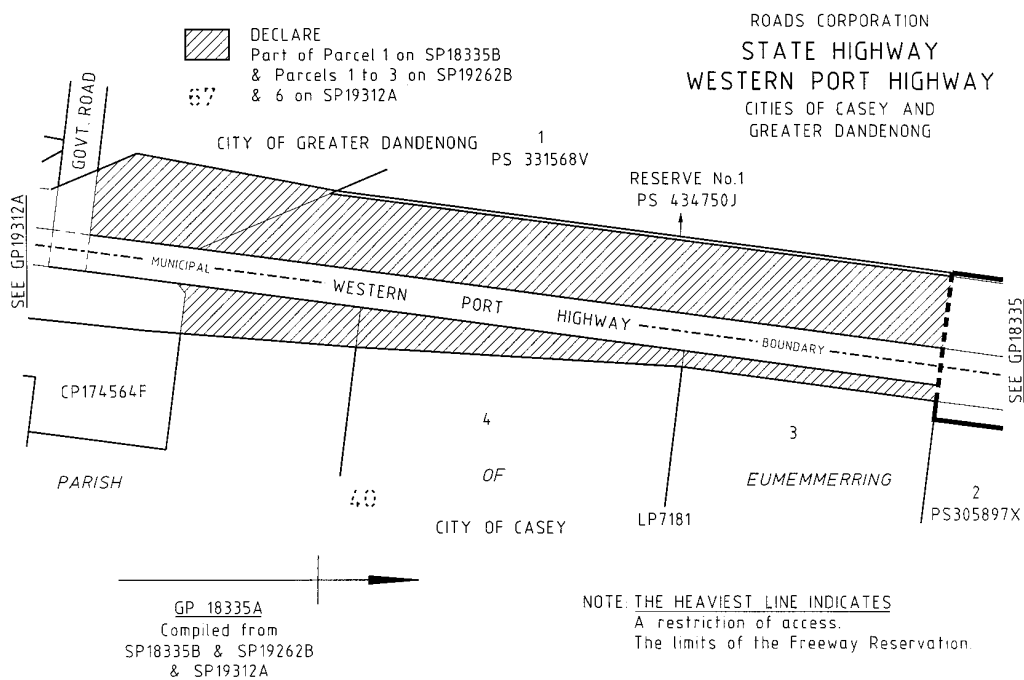 ROADS CORPORATION
STATE HIGHWAY
WESTERN PORT HIGHWAY
CITIES OF CASEY AND
GREATER DANDENONG
DECLARE
Part of Parcel 1 on SP18335B
& Parcels 1 to 3 on SP19262B
& 6 on SP19312A
67
GOVT. ROAD
CITY OF GREATER DANDENONG
1
PS 331568V
RESERVE No.1
PS 434750J
SEE GP19312A
MUNICIPAL
WESTERN PORT HIGHWAY
BOUNDARY
SEE GP18335
CP174564F
4
3
PARISH
OF
EUMEMMERRING
40
2
PS305897X
CITY OF CASEY
LP7181
GP 18335A
Compiled from
SP18335B & SP19262B
& SP19312A
NOTE: THE HEAVIEST LINE INDICATES
A restriction of access.
The limits of the Freeway Reservation.